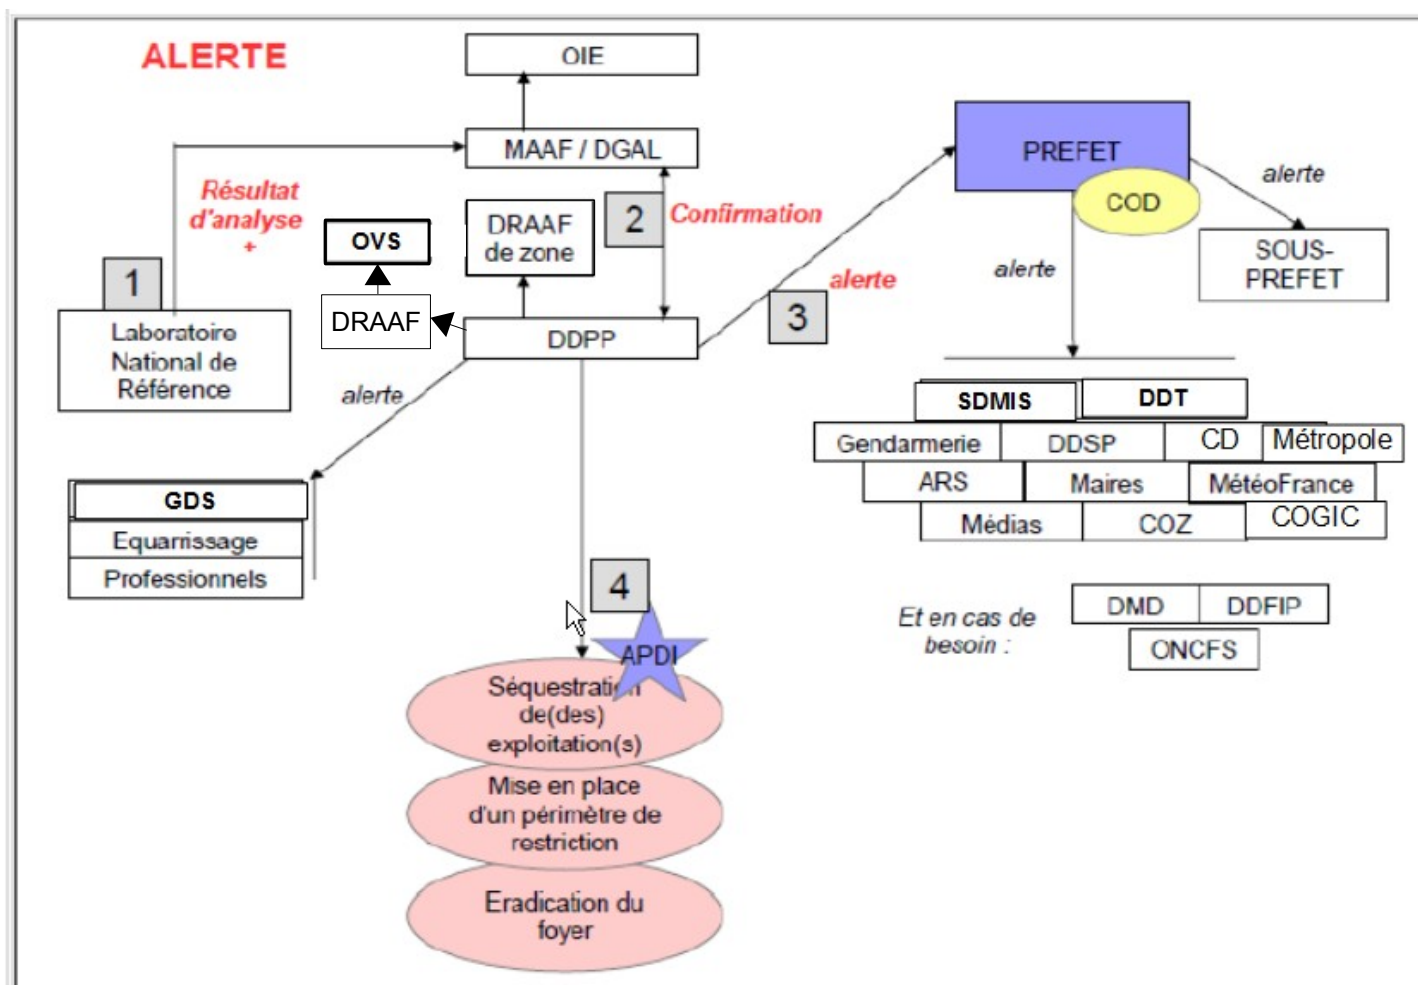 ALERTE
OIE
MAAF / DGAL
Résultat
d'analyse
+
1
Laboratoire
National de
Référence
OVS
DRAAF
DRAAF
de zone
2
Confirmation
DDPP
alerte
3
alerte
PREFET
COD
alerte
SOUS-
PREFET
alerte
SDMIS DDT
Gendarmerie DDSP CD Métropole
ARS Maires MétéoFrance
Médias COZ COGIC
Et en cas de
besoin :
DMD DDFIP
ONCFS
GDS
Equarrissage
Professionnels
4
APDI
Séquestration
de(des)
exploitation(s)
Mise en place
d'un périmètre de
restriction
Eradication du
foyer